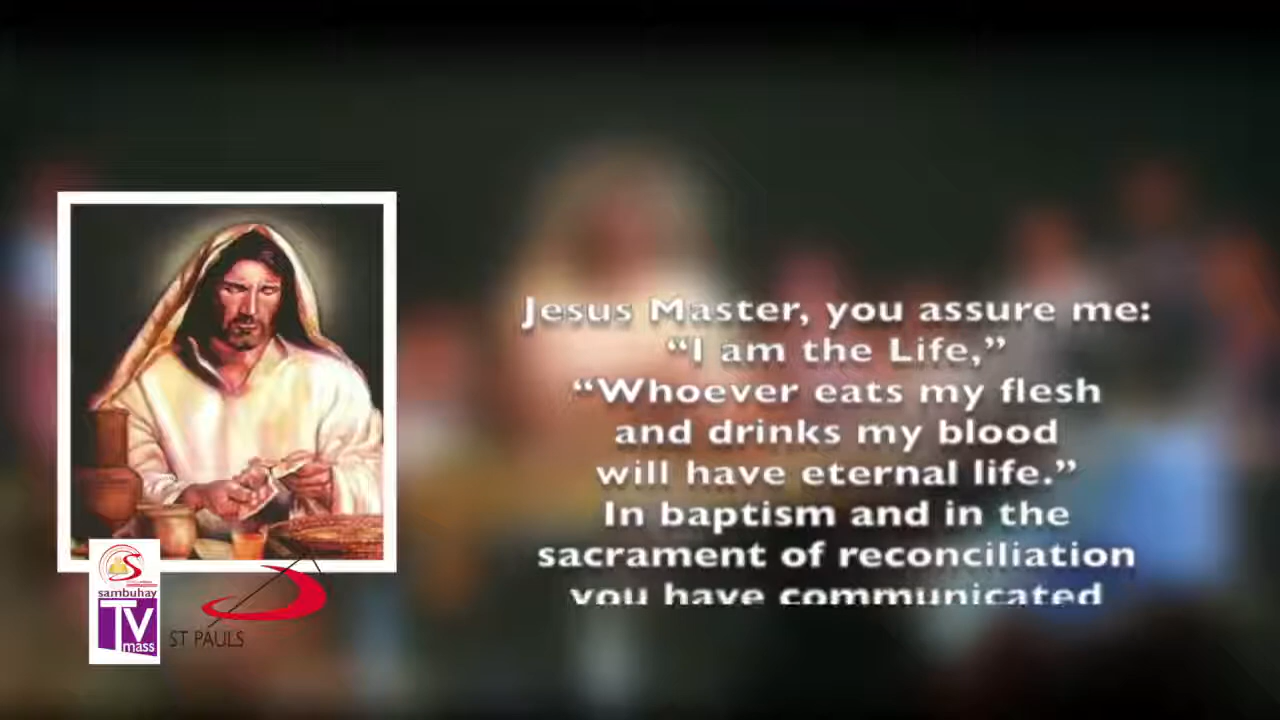 Jesus Master, you assure me:
“I am the Life,”
“Whoever eats my flesh
and drinks my blood
will have eternal life.”
In baptism and in the
sacrament of reconciliation
you have communicated
sambuhay
TV
mass
ST PAULS